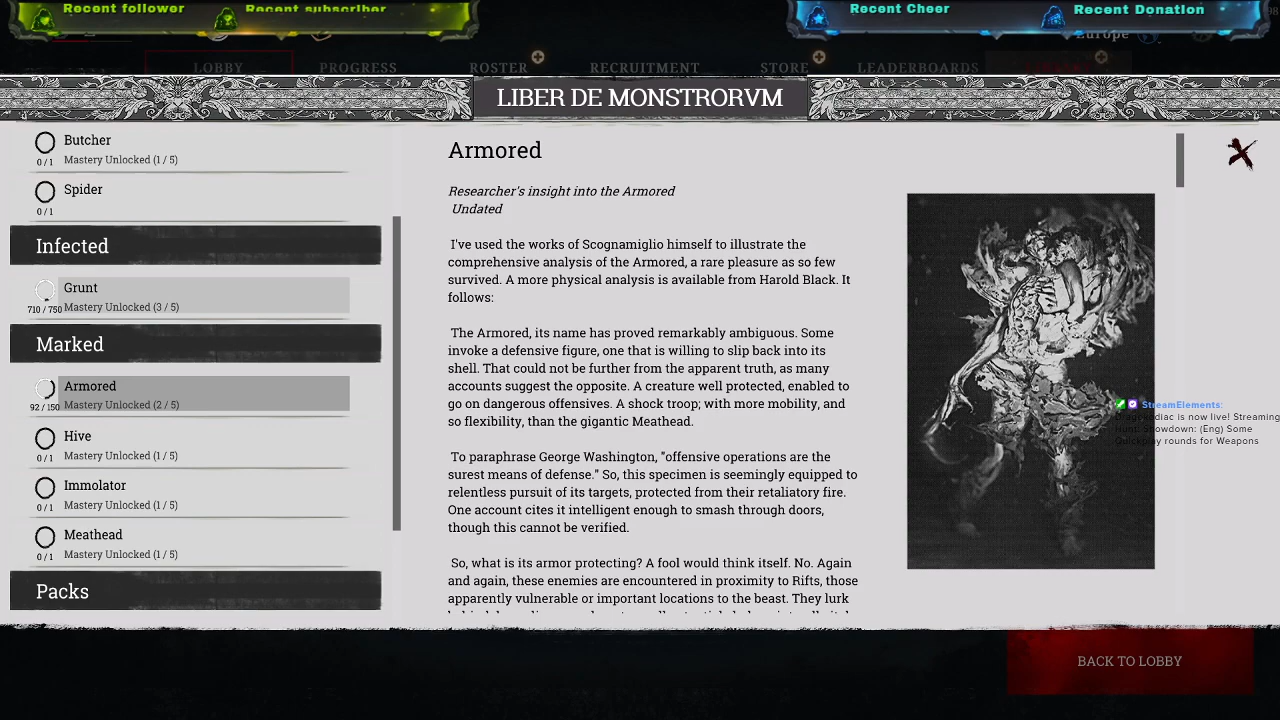 Recent follower
Recent subscriber
Recent Cheer
Recent Donation
Europe
LOBBY
PROGRESS
ROSTER
RECRUITMENT
STORE
LEADERBOARDS
LIBER DE MONSTRORVM
Butcher
0 / 1
Mastery Unlocked (1 / 5)
Spider
0 / 1
Infected
Grunt
710 / 750
Mastery Unlocked (3 / 5)
Marked
Armored
92 / 150
Mastery Unlocked (2 / 5)
Hive
0 / 1
Mastery Unlocked (1 / 5)
Immolator
0 / 1
Mastery Unlocked (1 / 5)
Meathead
0 / 1
Mastery Unlocked (1 / 5)
Packs
Armored
Researcher's insight into the Armored
Undated
I've used the works of Scognamiglio himself to illustrate the
comprehensive analysis of the Armored, a rare pleasure as so few
survived. A more physical analysis is available from Harold Black. It
follows:
The Armored, its name has proved remarkably ambiguous. Some
invoke a defensive figure, one that is willing to slip back into its
shell. That could not be further from the apparent truth, as many
accounts suggest the opposite. A creature well protected, enabled to
go on dangerous offensives. A shock troop; with more mobility, and
so flexibility, than the gigantic Meathead.
To paraphrase George Washington, "offensive operations are the
surest means of defense." So, this specimen is seemingly equipped to
relentless pursuit of its targets, protected from their retaliatory fire.
One account cites it intelligent enough to smash through doors,
though this cannot be verified.
So, what is its armor protecting? A fool would think itself. No. Again
and again, these enemies are encountered in proximity to Rifts, those
apparently vulnerable or important locations to the beast. They lurk
StreamElements:
is now live! Streaming
Hunt: Showdown: (Eng) Some
Quickplay rounds for Weapons
BACK TO LOBBY